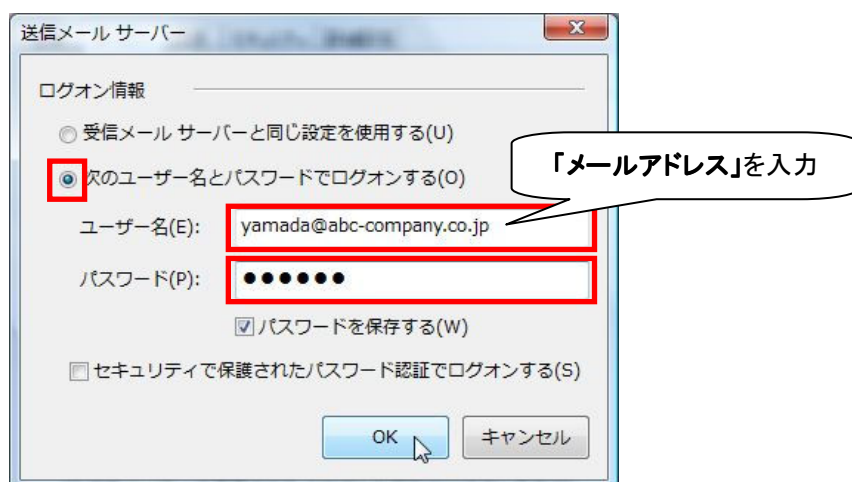 送信メール サーバー
ログオン情報
受信メール サーバーと同じ設定を使用する(U)
次のユーザー名とパスワードでログオンする(O)
「メールアドレス」を入力
ユーザー名(E):
yamada@abc-company.co.jp
パスワード(P):
●●●●●●
パスワードを保存する(W)
セキュリティで保護されたパスワード認証でログオンする(S)
OK
キャンセル